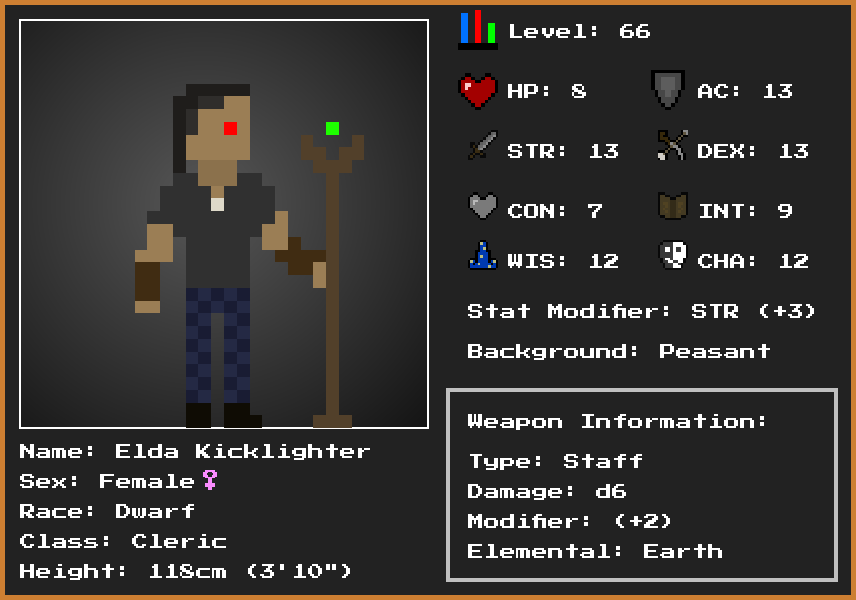 Level: 66
HP: 8
AC: 13
STR: 13
DEX: 13
CON: 7
INT: 9
WIS: 12
CHA: 12
Stat Modifier: STR (+3)
Background: Peasant
Weapon Information:
Type: Staff
Damage: d6
Modifier: (+2)
Elemental: Earth
Name: Elda Kicklighter
Sex: Female♀
Race: Dwarf
Class: Cleric
Height: 118cm (3'10")